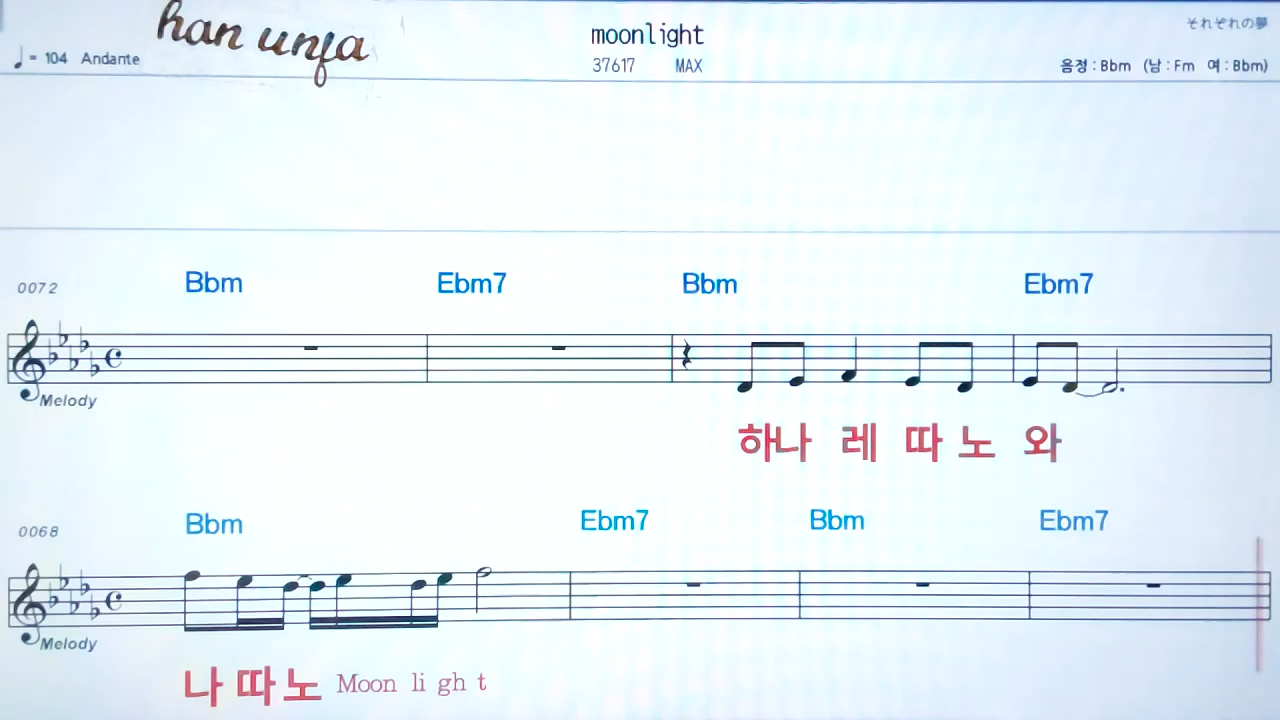 han unfa
moonlight
それぞれの夢
♩= 104 Andante
37617 MAX
음정 : Bbm (남 : Fm 여 : Bbm)
0072 Bbm Ebm7 Bbm Ebm7
Melody
하나 레 따 노 와
0068 Bbm Ebm7 Bbm Ebm7
Melody
나 따 노 Moon li gh t